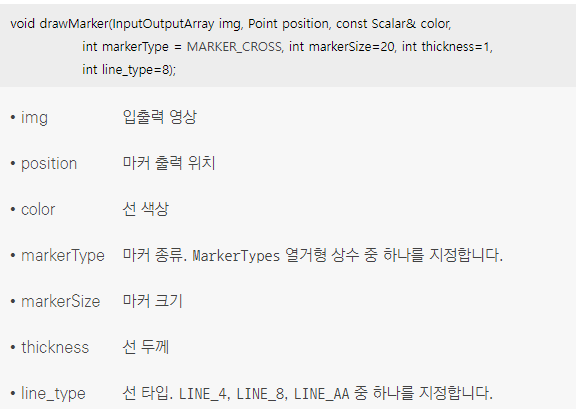 void drawMarker(InputOutputArray img, Point position, const Scalar& color,
int markerType = MARKER_CROSS, int markerSize=20, int thickness=1,
int line_type=8);
• img 입출력 영상
• position 마커 출력 위치
• color 선 색상
• markerType 마커 종류. MarkerTypes 열거형 상수 중 하나를 지정합니다.
• markerSize 마커 크기
• thickness 선 두께
• line_type 선 타입. LINE_4, LINE_8, LINE_AA 중 하나를 지정합니다.